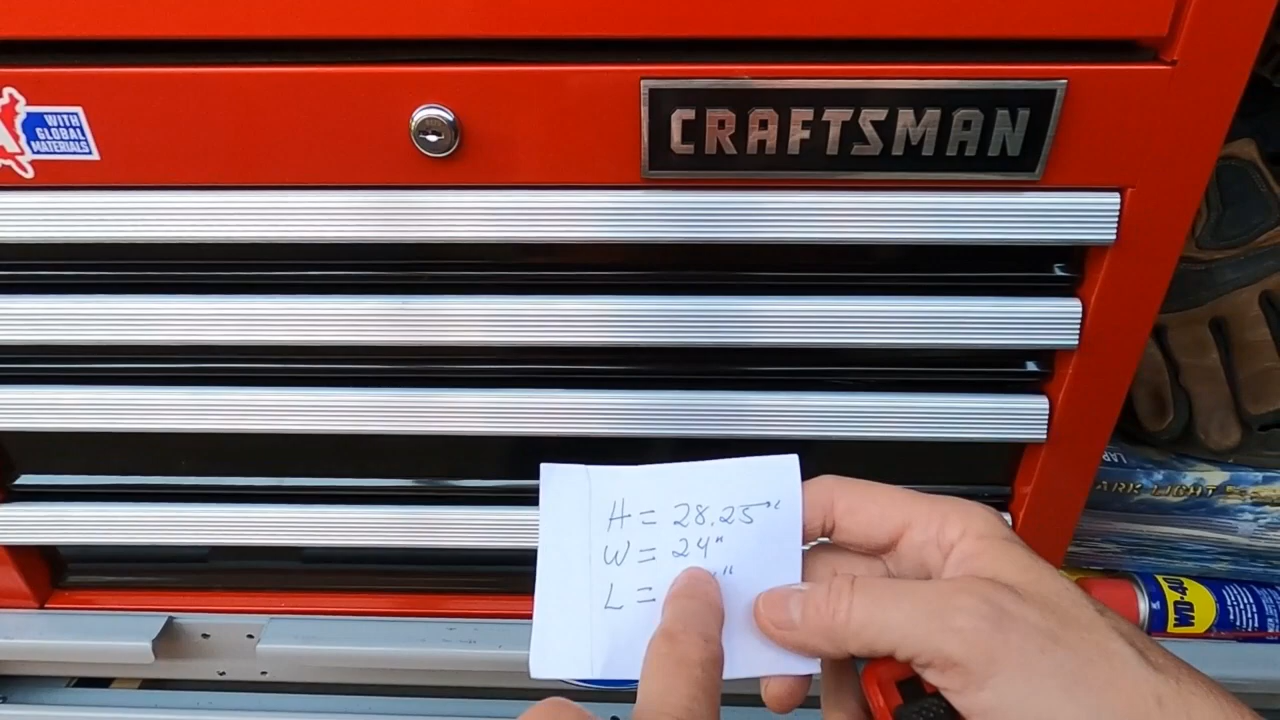 WITH
GLOBAL
MATERIALS
CRAFTSMAN
H = 28.25"
W = 24"
L =
WD-40